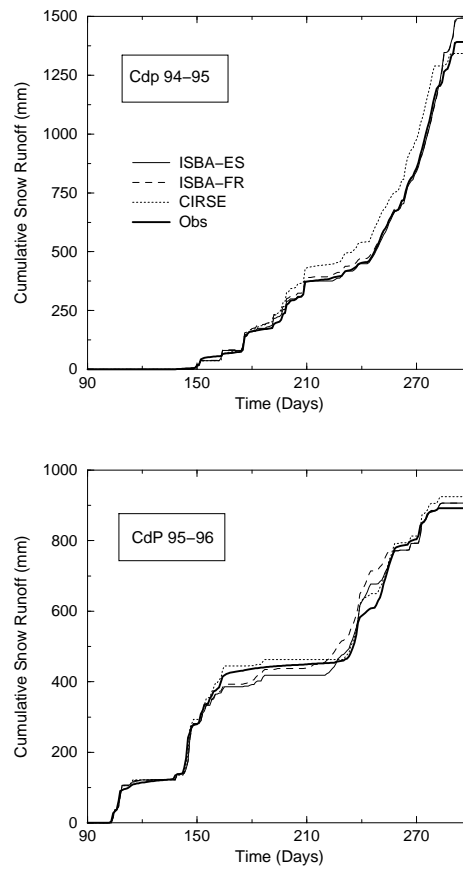 1500
1250
1000
750
500
250
0
Cumulative Snow Runoff (mm)
Cdp 94−95
ISBA−ES
ISBA−FR
CIRSE
Obs
90 150 210 270
Time (Days)
1000
800
600
400
200
0
Cumulative Snow Runoff (mm)
CdP 95−96
90 150 210 270
Time (Days)